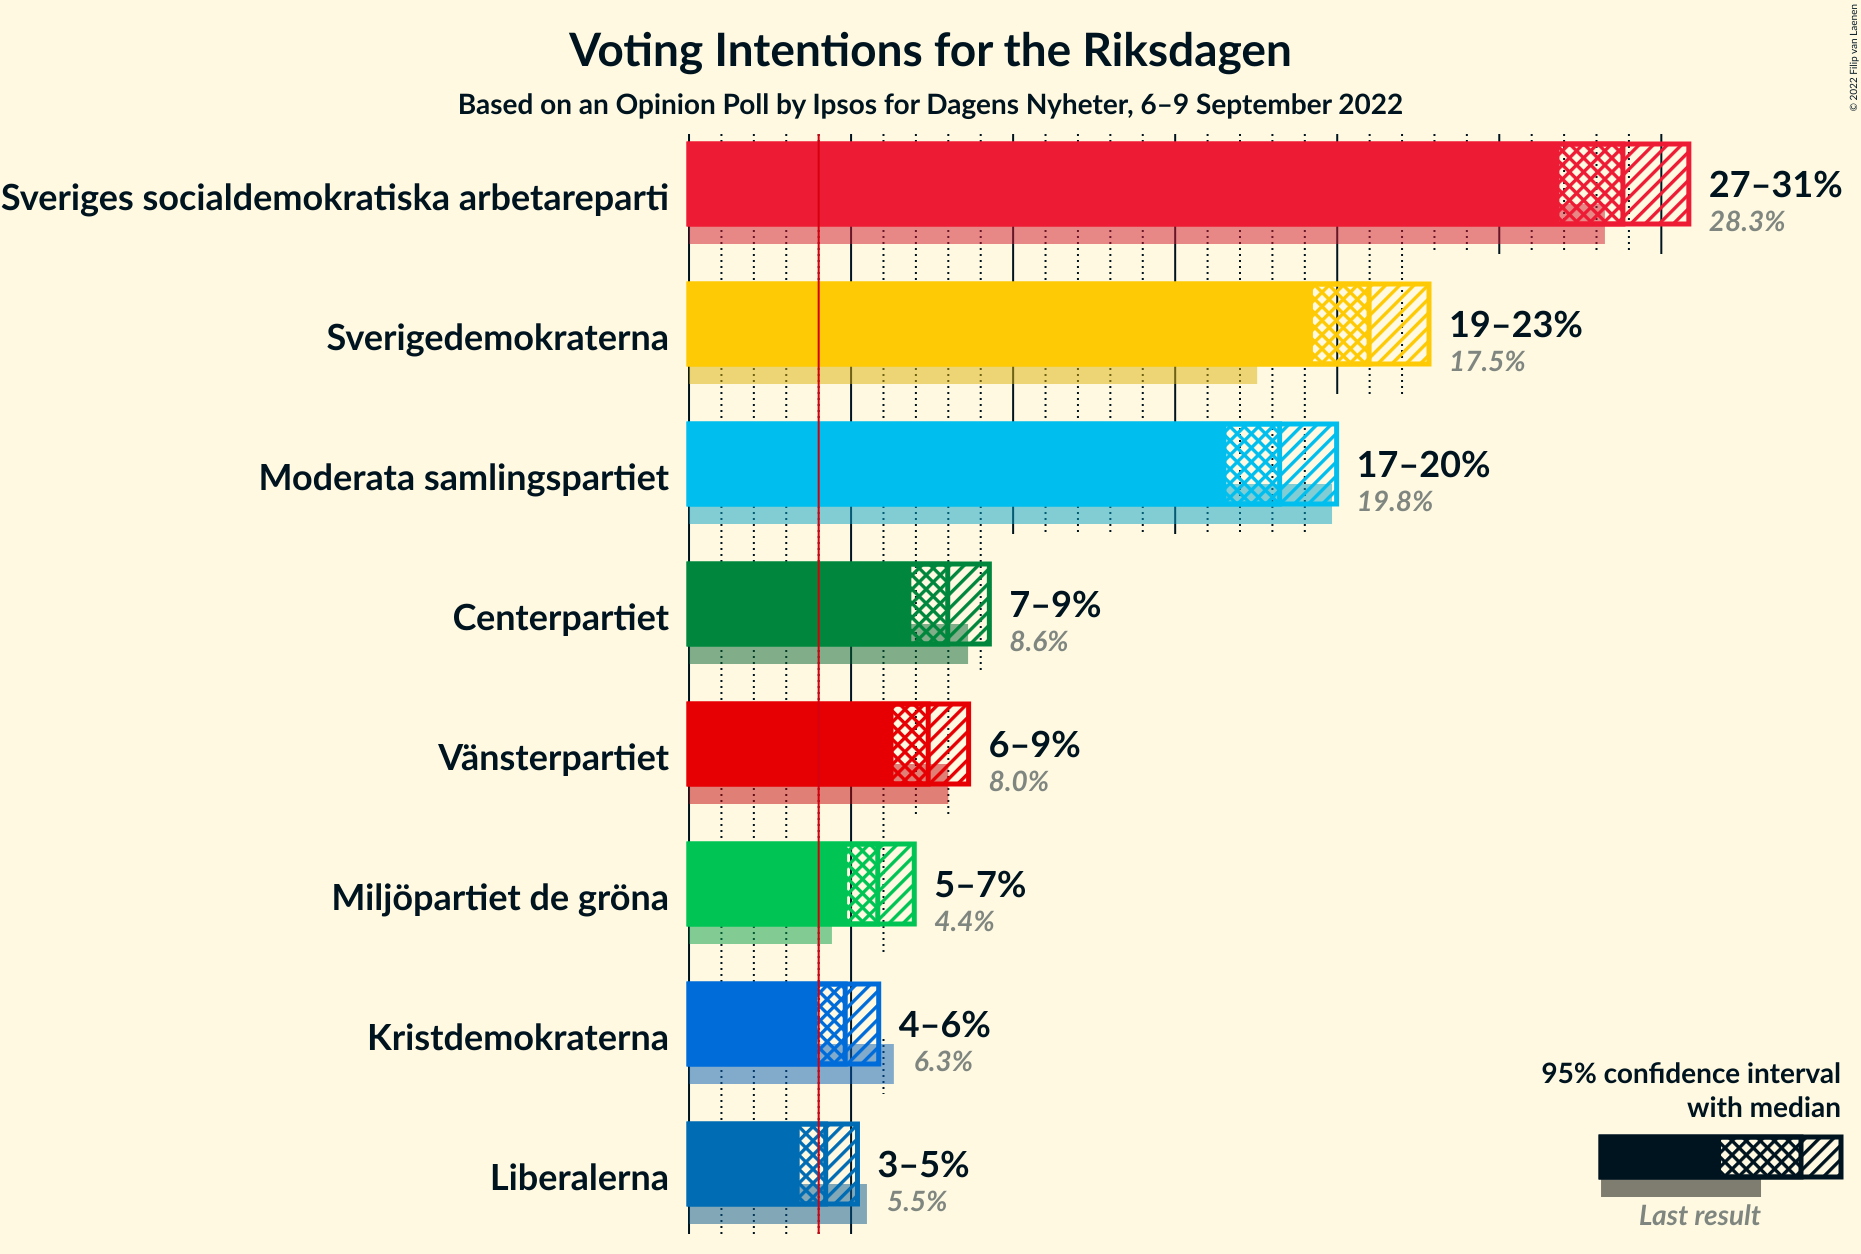 Voting Intentions for the Riksdagen
Based on an Opinion Poll by Ipsos for Dagens Nyheter, 6–9 September 2022
© 2022 Filip van Laenen
Sveriges socialdemokratiska arbetareparti
27–31%
28.3%
Sverigedemokraterna
19–23%
17.5%
Moderata samlingspartiet
17–20%
19.8%
Centerpartiet
7–9%
8.6%
Vänsterpartiet
6–9%
8.0%
Miljöpartiet de gröna
5–7%
4.4%
Kristdemokraterna
4–6%
6.3%
Liberalerna
3–5%
5.5%
95% confidence interval
with median
Last result